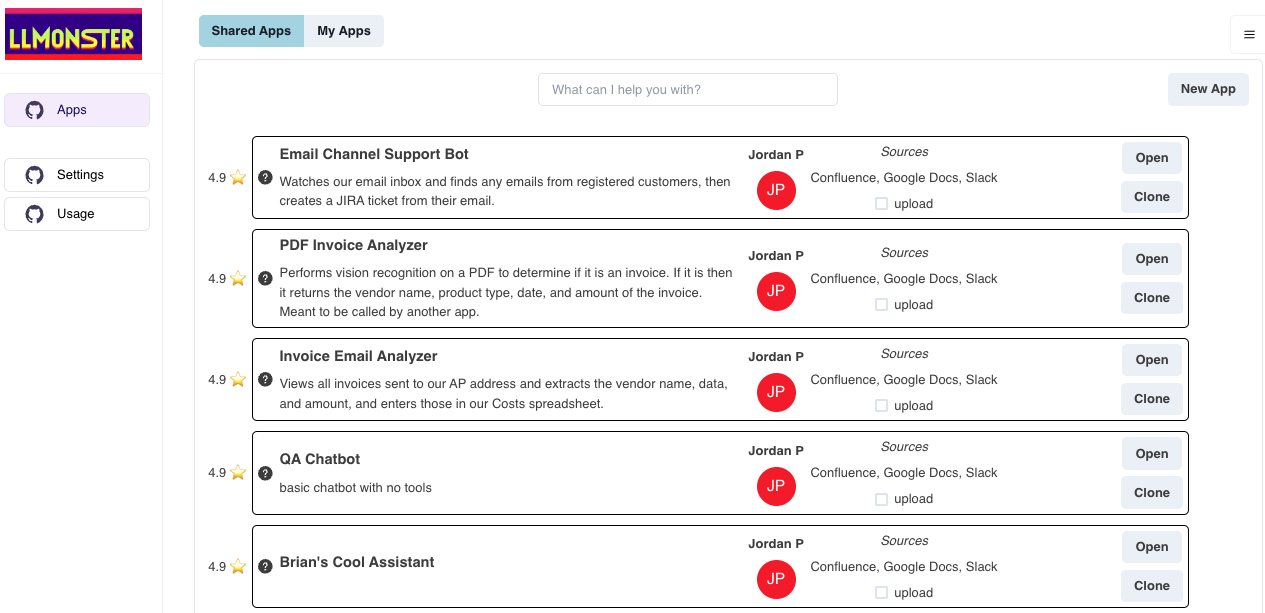 LLMONSTER
Shared Apps
My Apps
Apps
Settings
Usage
What can I help you with?
New App
4.9
?
Email Channel Support Bot
Watches our email inbox and finds any emails from registered customers, then
creates a JIRA ticket from their email.
Jordan P
JP
Sources
Confluence, Google Docs, Slack
upload
Open
Clone
4.9
?
PDF Invoice Analyzer
Performs vision recognition on a PDF to determine if it is an invoice. If it is then
it returns the vendor name, product type, date, and amount of the invoice.
Meant to be called by another app.
Jordan P
JP
Sources
Confluence, Google Docs, Slack
upload
Open
Clone
4.9
?
Invoice Email Analyzer
Views all invoices sent to our AP address and extracts the vendor name, data,
and amount, and enters those in our Costs spreadsheet.
Jordan P
JP
Sources
Confluence, Google Docs, Slack
upload
Open
Clone
4.9
?
QA Chatbot
basic chatbot with no tools
Jordan P
JP
Sources
Confluence, Google Docs, Slack
upload
Open
Clone
4.9
?
Brian's Cool Assistant
Jordan P
JP
Sources
Confluence, Google Docs, Slack
upload
Open
Clone